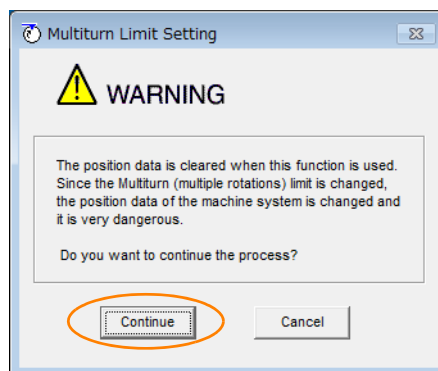 Multiturn Limit Setting
WARNING
The position data is cleared when this function is used.
Since the Multiturn (multiple rotations) limit is changed,
the position data of the machine system is changed and
it is very dangerous.
Do you want to continue the process?
Continue
Cancel